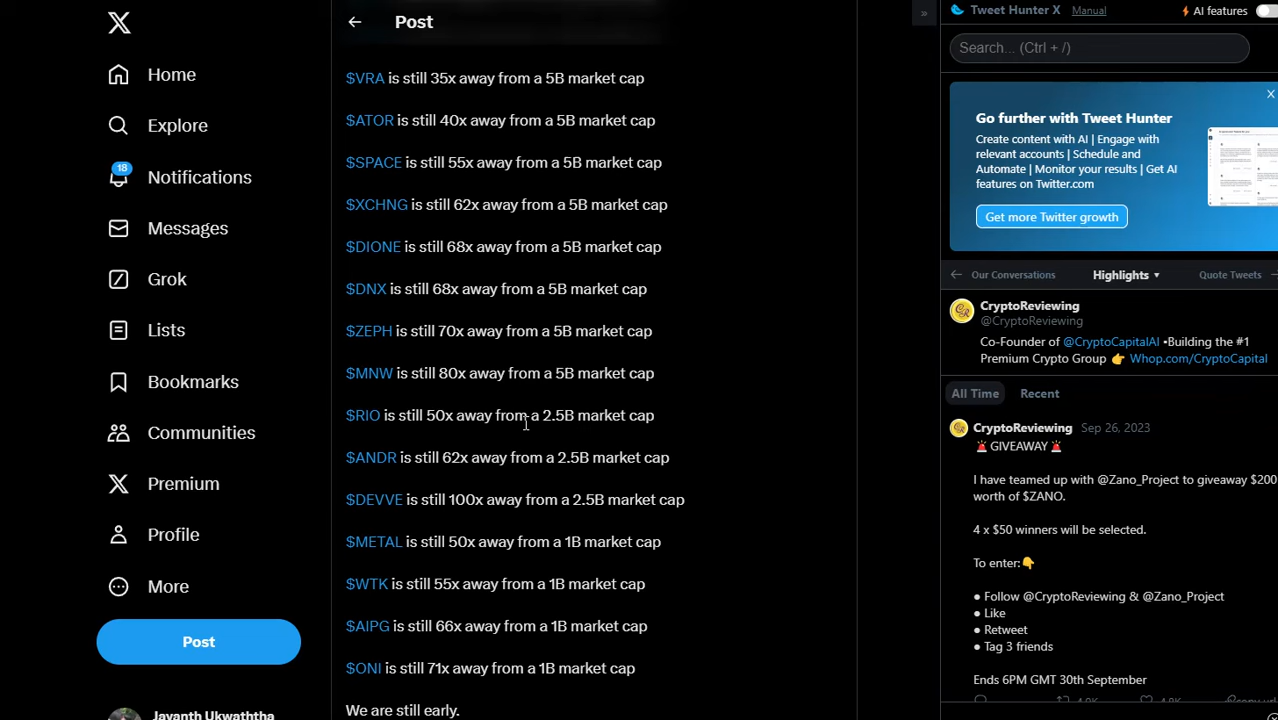 Home
Explore
18
Notifications
Messages
Grok
Lists
Bookmarks
Communities
Premium
Profile
More
Post
Jayanth Ukwaththa
Post
$VRA is still 35x away from a 5B market cap
$ATOR is still 40x away from a 5B market cap
$SPACE is still 55x away from a 5B market cap
$XCHNG is still 62x away from a 5B market cap
$DIONE is still 68x away from a 5B market cap
$DNX is still 68x away from a 5B market cap
$ZEPH is still 70x away from a 5B market cap
$MNW is still 80x away from a 5B market cap
$RIO is still 50x away from a 2.5B market cap
$ANDR is still 62x away from a 2.5B market cap
$DEVVE is still 100x away from a 2.5B market cap
$METAL is still 50x away from a 1B market cap
$WTK is still 55x away from a 1B market cap
$AIPG is still 66x away from a 1B market cap
$ONI is still 71x away from a 1B market cap
We are still early.
Tweet Hunter X Manual AI features
Search... (Ctrl + /)
Go further with Tweet Hunter
Create content with AI | Engage with
relevant accounts | Schedule and
Automate | Monitor your results | Get AI
features on Twitter.com
Get more Twitter growth
Our Conversations Highlights Quote Tweets
CryptoReviewing
@CryptoReviewing
Co-Founder of @CryptoCapitalAI •Building the #1
Premium Crypto Group 👉 Whop.com/CryptoCapital
All Time Recent
CryptoReviewing Sep 26, 2023
🚨 GIVEAWAY 🚨
I have teamed up with @Zano_Project to giveaway $200
worth of $ZANO.
4 x $50 winners will be selected.
To enter:👇
● Follow @CryptoReviewing & @Zano_Project
● Like
● Retweet
● Tag 3 friends
Ends 6PM GMT 30th September